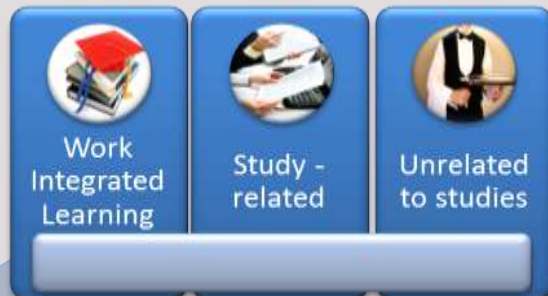 Work
Integrated
Learning
Study -
related
Unrelated
to studies